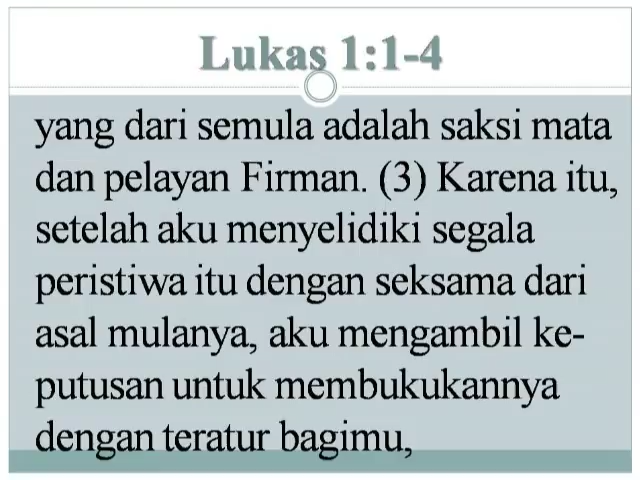 Lukas 1:1-4
yang dari semula adalah saksi mata
dan pelayan Firman. (3) Karena itu,
setelah aku menyelidiki segala
peristiwa itu dengan seksama dari
asal mulanya, aku mengambil ke-
putusan untuk membukukannya
dengan teratur bagimu,